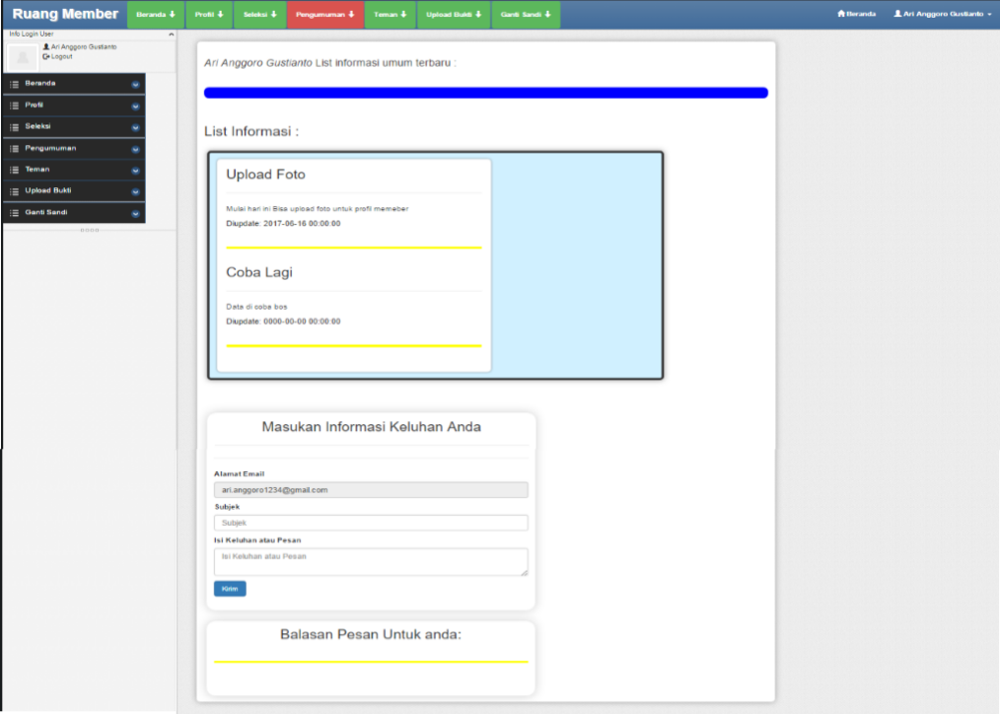 Ruang Member
Beranda
Profil
Seleksi
Pengumuman
Teman
Upload Bukti
Ganti Sandi
Beranda
Ari Anggoro Gustianto
Info Login User
Ari Anggoro Gustianto
Logout
Beranda
Profil
Seleksi
Pengumuman
Teman
Upload Bukti
Ganti Sandi
Ari Anggoro Gustianto List informasi umum terbaru :
List Informasi :
Upload Foto
Mulai hari ini Bisa upload foto untuk profil memeber
Diupdate: 2017-06-16 00:00:00
Coba Lagi
Data di coba bos
Diupdate: 0000-00-00 00:00:00
Masukan Informasi Keluhan Anda
Alamat Email
ari.anggoro1234@gmail.com
Subjek
Subjek
Isi Keluhan atau Pesan
Isi Keluhan atau Pesan
Kirim
Balasan Pesan Untuk anda: